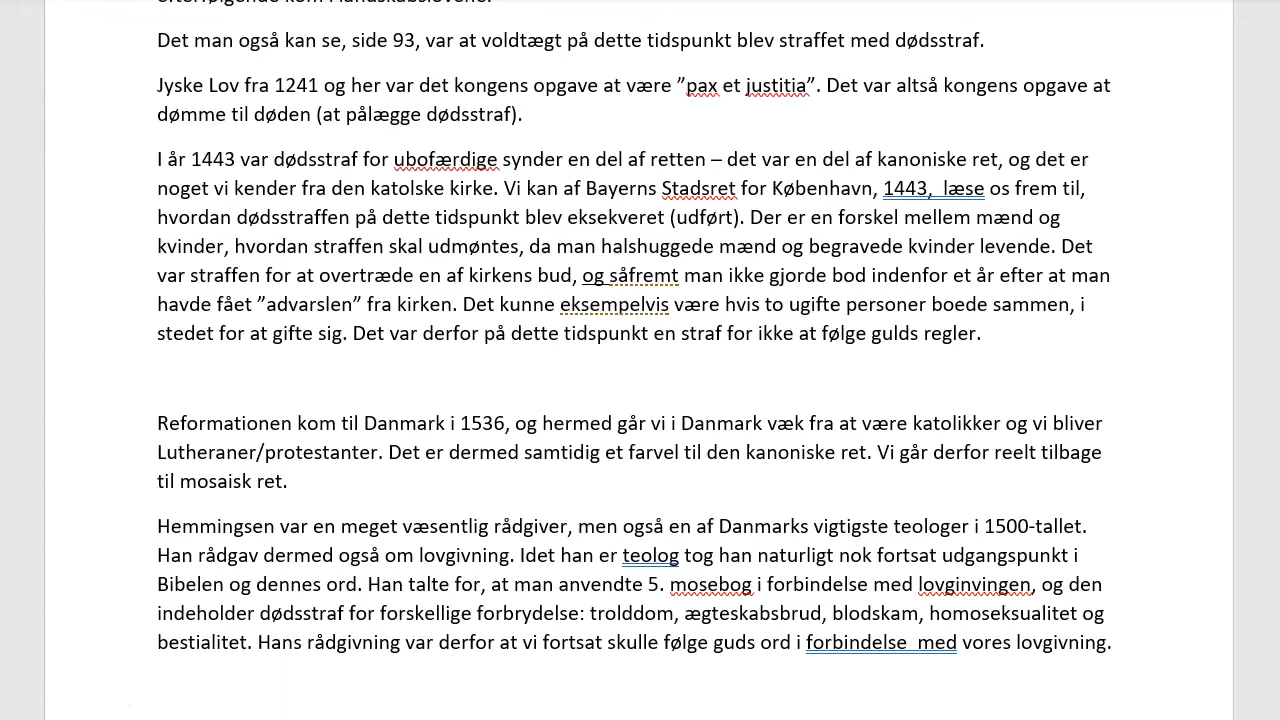 Det man også kan se, side 93, var at voldtægt på dette tidspunkt blev straffet med dødsstraf.
Jyske Lov fra 1241 og her var det kongens opgave at være ”pax et justitia”. Det var altså kongens opgave at
dømme til døden (at pålægge dødsstraf).
I år 1443 var dødsstraf for ubofærdige synder en del af retten – det var en del af kanoniske ret, og det er
noget vi kender fra den katolske kirke. Vi kan af Bayerns Stadsret for København, 1443,  læse os frem til,
hvordan dødsstraffen på dette tidspunkt blev eksekveret (udført). Der er en forskel mellem mænd og
kvinder, hvordan straffen skal udmøntes, da man halshuggede mænd og begravede kvinder levende. Det
var straffen for at overtræde en af kirkens bud, og såfremt man ikke gjorde bod indenfor et år efter at man
havde fået ”advarslen” fra kirken. Det kunne eksempelvis være hvis to ugifte personer boede sammen, i
stedet for at gifte sig. Det var derfor på dette tidspunkt en straf for ikke at følge gulds regler.
Reformationen kom til Danmark i 1536, og hermed går vi i Danmark væk fra at være katolikker og vi bliver
Lutheraner/protestanter. Det er dermed samtidig et farvel til den kanoniske ret. Vi går derfor reelt tilbage
til mosaisk ret.
Hemmingsen var en meget væsentlig rådgiver, men også en af Danmarks vigtigste teologer i 1500-tallet.
Han rådgav dermed også om lovgivning. Idet han er teolog tog han naturligt nok fortsat udgangspunkt i
Bibelen og dennes ord. Han talte for, at man anvendte 5. mosebog i forbindelse med lovginvingen, og den
indeholder dødsstraf for forskellige forbrydelse: trolddom, ægteskabsbrud, blodskam, homoseksualitet og
bestialitet. Hans rådgivning var derfor at vi fortsat skulle følge guds ord i forbindelse  med vores lovgivning.